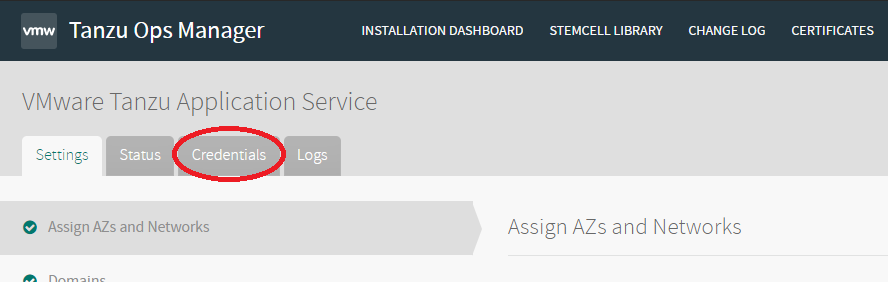 vmw Tanzu Ops Manager INSTALLATION DASHBOARD STEMCELL LIBRARY CHANGE LOG CERTIFICATES
VMware Tanzu Application Service
Settings Status Credentials Logs
Assign AZs and Networks Assign AZs and Networks
Domains